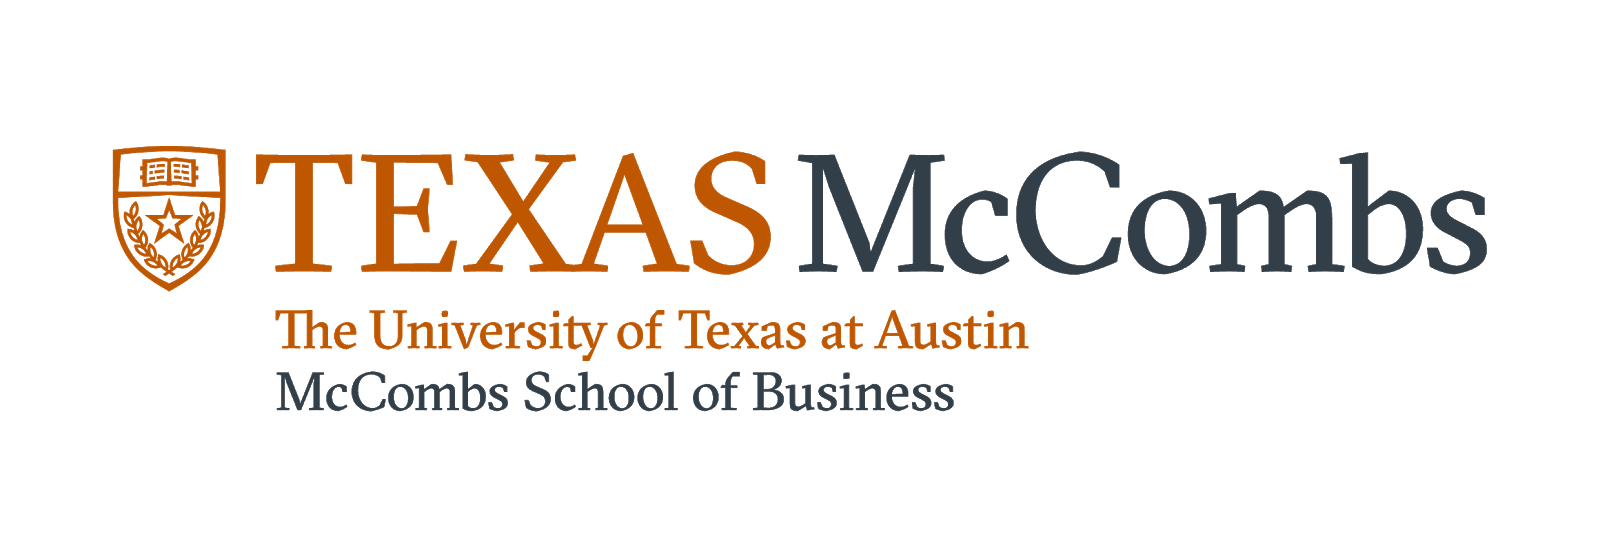 TEXAS McCombs
The University of Texas at Austin
McCombs School of Business